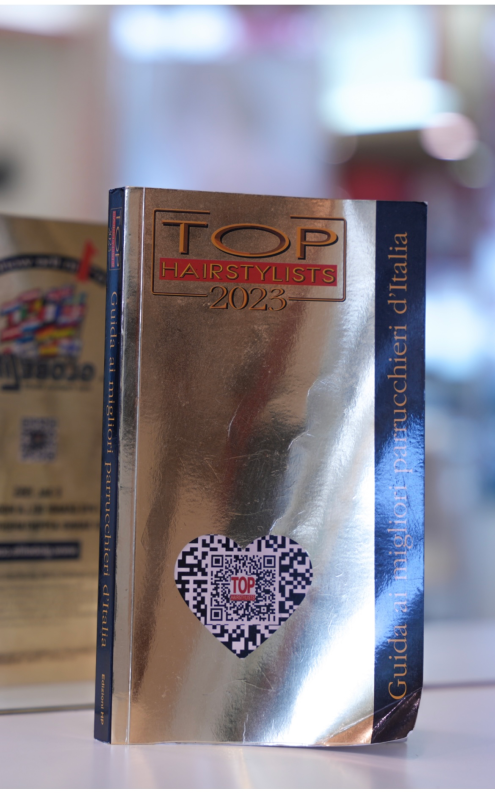 TOP
HAIRSTYLISTS
2023
Guida ai migliori parrucchieri d'Italia
TOP
Guida ai migliori parrucchieri d'Italia